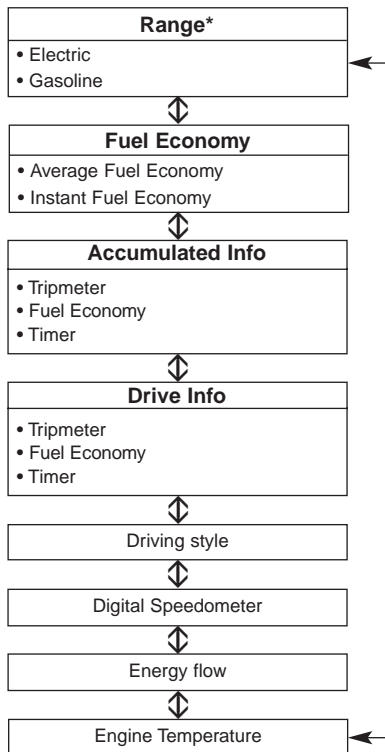 Range*
• Electric
• Gasoline
Fuel Economy
• Average Fuel Economy
• Instant Fuel Economy
Accumulated Info
• Tripmeter
• Fuel Economy
• Timer
Drive Info
• Tripmeter
• Fuel Economy
• Timer
Driving style
Digital Speedometer
Energy flow
Engine Temperature